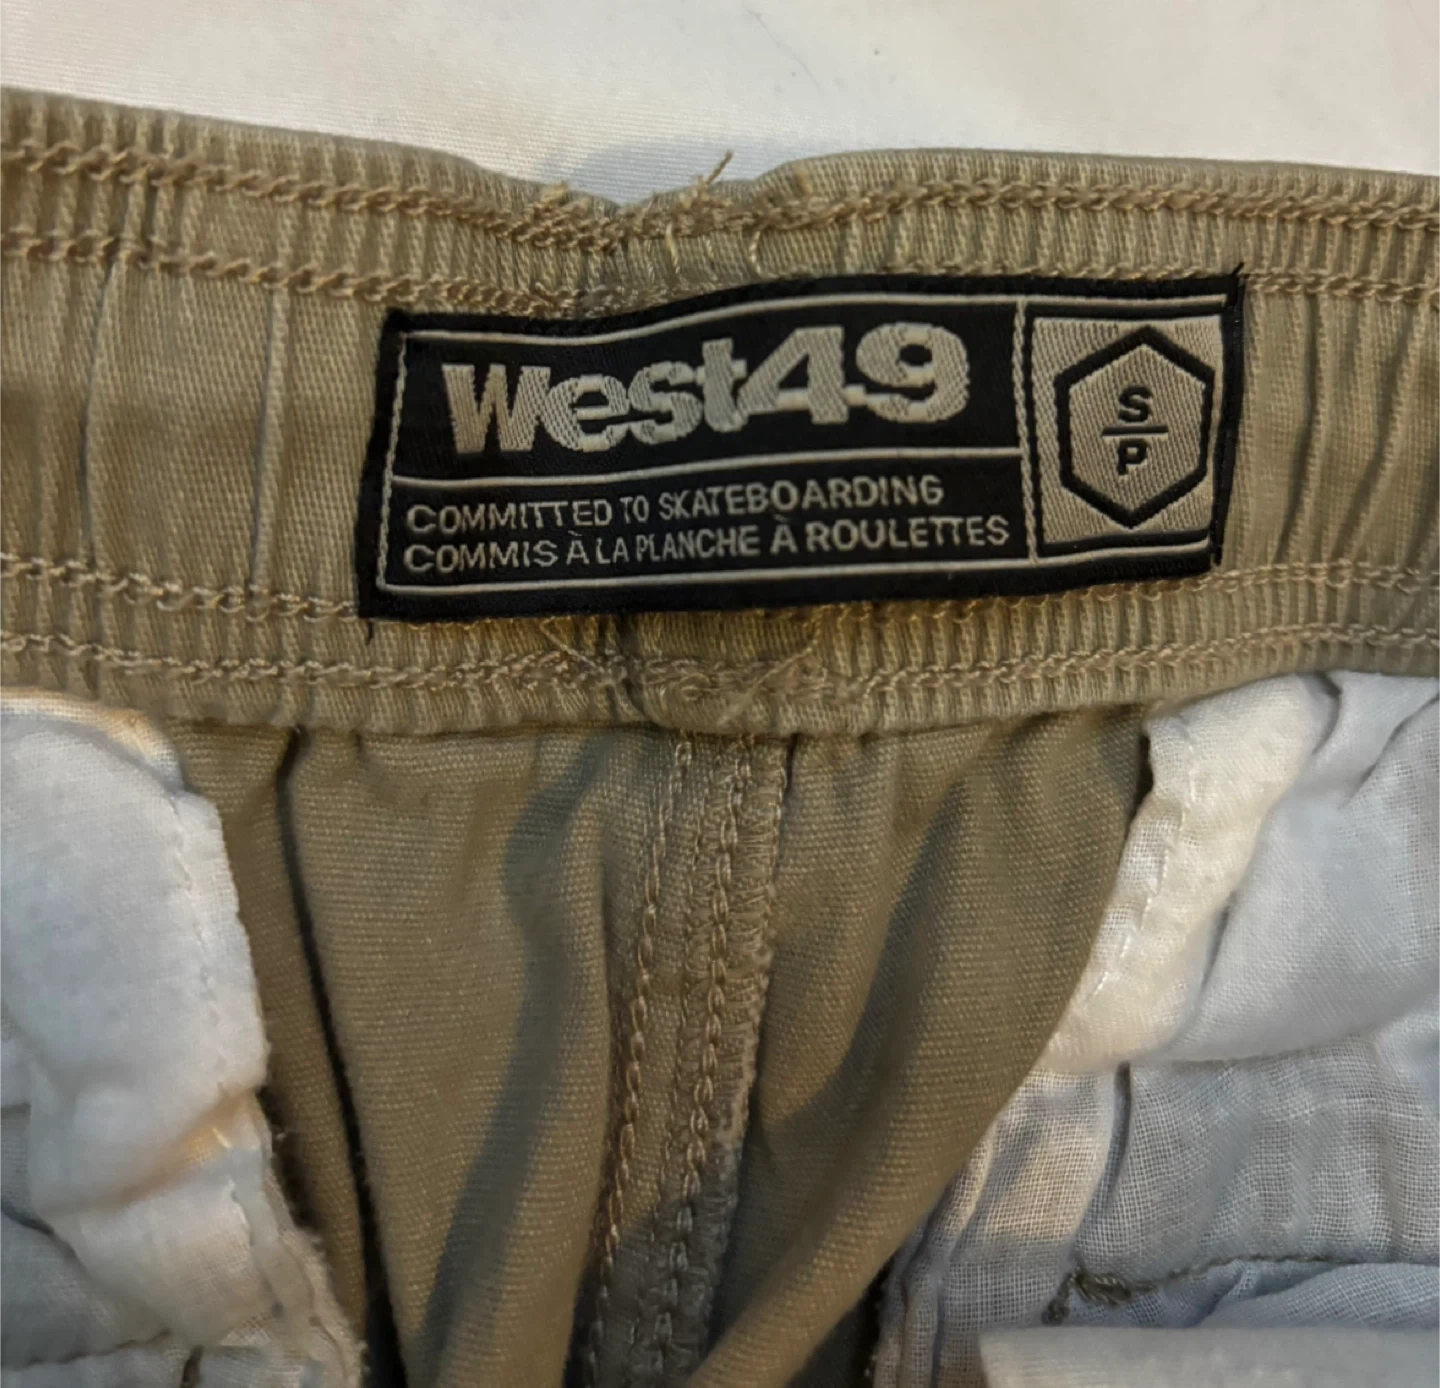 West49
COMMITTED TO SKATEBOARDING
COMMIS À LA PLANCHE À ROULETTES
S
P